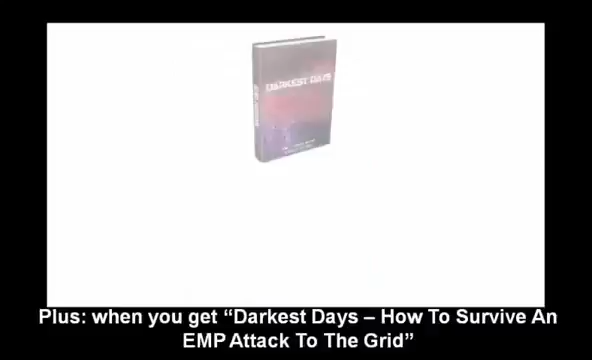 DARKEST DAYS
Plus: when you get “Darkest Days – How To Survive An
EMP Attack To The Grid”